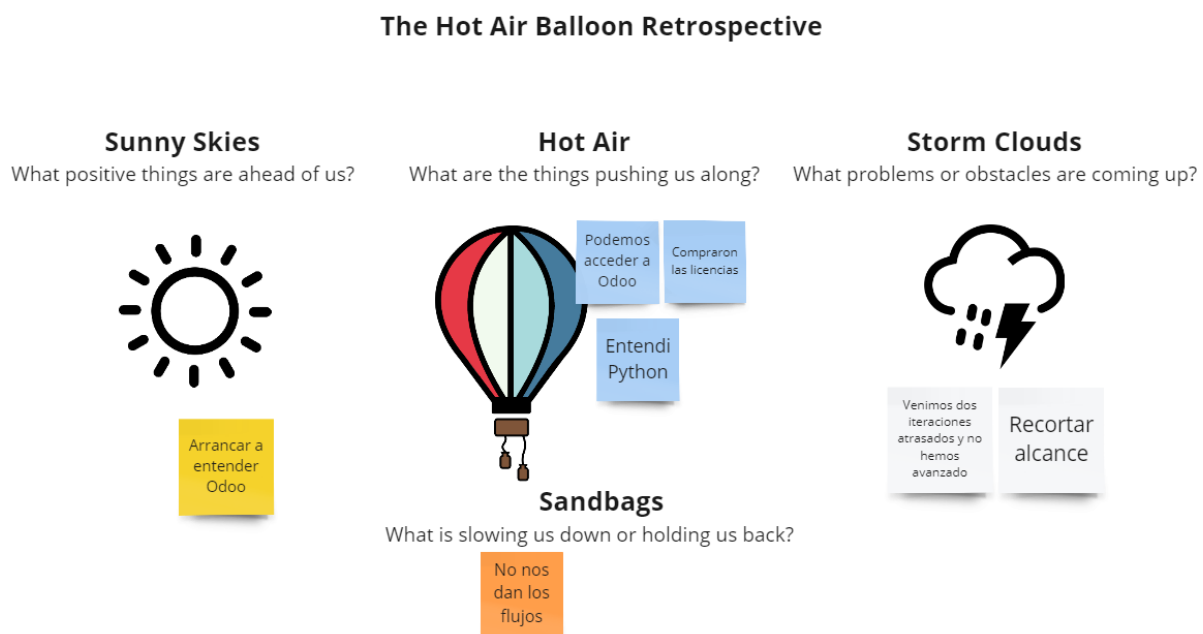 The Hot Air Balloon Retrospective
Sunny Skies
What positive things are ahead of us?
Arrancar a
entender
Odoo
Hot Air
What are the things pushing us along?
Podemos
acceder a
Odoo
Compraron
las licencias
Entendi
Python
Storm Clouds
What problems or obstacles are coming up?
Venimos dos
iteraciones
atrasados y no
hemos
avanzado
Recortar
alcance
Sandbags
What is slowing us down or holding us back?
No nos
dan los
flujos